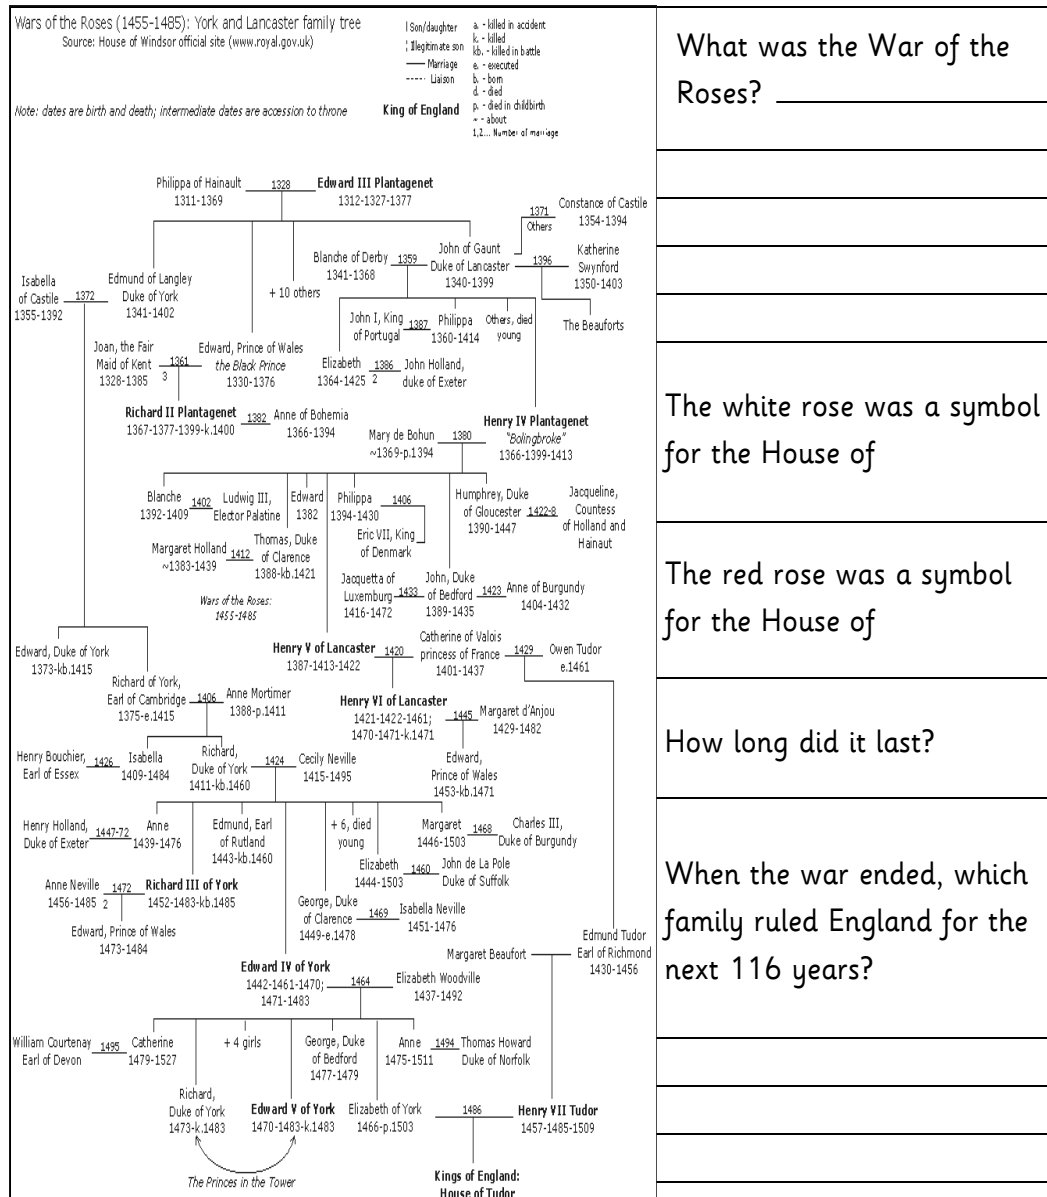 Wars of the Roses (1455-1485): York and Lancaster family tree
Source: House of Windsor official site (www.royal.gov.uk)
Note: dates are birth and death; intermediate dates are accession to throne
Son/daughter
Illegitimate son
Marriage
Liaison
King of England
a. - killed in accident
k. - killed
kb. - killed in battle
e. - executed
b. - born
d. - died
p. - died in childbirth
~ - about
1,2... Number of marriage
Philippa of Hainault
1311-1369
1328
Edward III Plantagenet
1312-1327-1377
Isabella
of Castile
1355-1392
1372
Edmund of Langley
Duke of York
1341-1402
+ 10 others
Blanche of Derby
1341-1368
1359
John of Gaunt
Duke of Lancaster
1340-1399
1371
Others
Constance of Castile
1354-1394
1396
Katherine
Swynford
1350-1403
The Beauforts
John I, King
of Portugal
1387
Philippa
1360-1414
Others, died
young
Joan, the Fair
Maid of Kent
1328-1385
1361
3
Edward, Prince of Wales
the Black Prince
1330-1376
Elizabeth
1364-1425
1386
2
John Holland,
duke of Exeter
Richard II Plantagenet
1367-1377-1399-k.1400
1382
Anne of Bohemia
1366-1394
Mary de Bohun
~1369-p.1394
1380
Henry IV Plantagenet
"Bolingbroke"
1366-1399-1413
Blanche
1392-1409
1402
Ludwig III,
Elector Palatine
Edward
1382
Philippa
1394-1430
1406
Eric VII, King
of Denmark
Humphrey, Duke
of Gloucester
1390-1447
1422-8
Jacqueline,
Countess
of Holland and
Hainaut
Margaret Holland
~1383-1439
1412
Thomas, Duke
of Clarence
1388-kb.1421
Jacquetta of
Luxemburg
1416-1472
1433
John, Duke
of Bedford
1389-1435
1423
Anne of Burgundy
1404-1432
Wars of the Roses:
1455-1485
Edward, Duke of York
1373-kb.1415
Henry V of Lancaster
1387-1413-1422
1420
Catherine of Valois
princess of France
1401-1437
1429
Owen Tudor
e.1461
Richard of York,
Earl of Cambridge
1375-e.1415
1406
Anne Mortimer
1388-p.1411
Henry VI of Lancaster
1421-1422-1461;
1470-1471-k.1471
1445
Margaret d'Anjou
1429-1482
Henry Bouchier,
Earl of Essex
1426
Isabella
1409-1484
Richard,
Duke of York
1411-kb.1460
1424
Cecily Neville
1415-1495
Edward,
Prince of Wales
1453-kb.1471
Henry Holland,
Duke of Exeter
1447-72
Anne
1439-1476
Edmund, Earl
of Rutland
1443-kb.1460
+ 6, died
young
Margaret
1446-1503
1468
Charles III,
Duke of Burgundy
Elizabeth
1444-1503
1460
John de La Pole
Duke of Suffolk
Anne Neville
1456-1485
1472
2
Richard III of York
1452-1483-kb.1485
Edward, Prince of Wales
1473-1484
George, Duke
of Clarence
1449-e.1478
1469
Isabella Neville
1451-1476
Margaret Beaufort
Edmund Tudor
Earl of Richmond
1430-1456
Edward IV of York
1442-1461-1470;
1471-1483
1464
Elizabeth Woodville
1437-1492
William Courtenay
Earl of Devon
1495
Catherine
1479-1527
+ 4 girls
George, Duke
of Bedford
1477-1479
Anne
1475-1511
1494
Thomas Howard
Duke of Norfolk
Richard,
Duke of York
1473-k.1483
Edward V of York
1470-1483-k.1483
Elizabeth of York
1466-p.1503
1486
Henry VII Tudor
1457-1485-1509
The Princes in the Tower
Kings of England:
House of Tudor
What was the War of the
Roses?
The white rose was a symbol
for the House of
The red rose was a symbol
for the House of
How long did it last?
When the war ended, which
family ruled England for the
next 116 years?